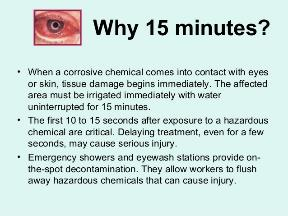 Why 15 minutes?
• When a corrosive chemical comes into contact with eyes
or skin, tissue damage begins immediately. The affected
area must be irrigated immediately with water
uninterrupted for 15 minutes.
• The first 10 to 15 seconds after exposure to a hazardous
chemical are critical. Delaying treatment, even for a few
seconds, may cause serious injury.
• Emergency showers and eyewash stations provide on-
the-spot decontamination. They allow workers to flush
away hazardous chemicals that can cause injury.